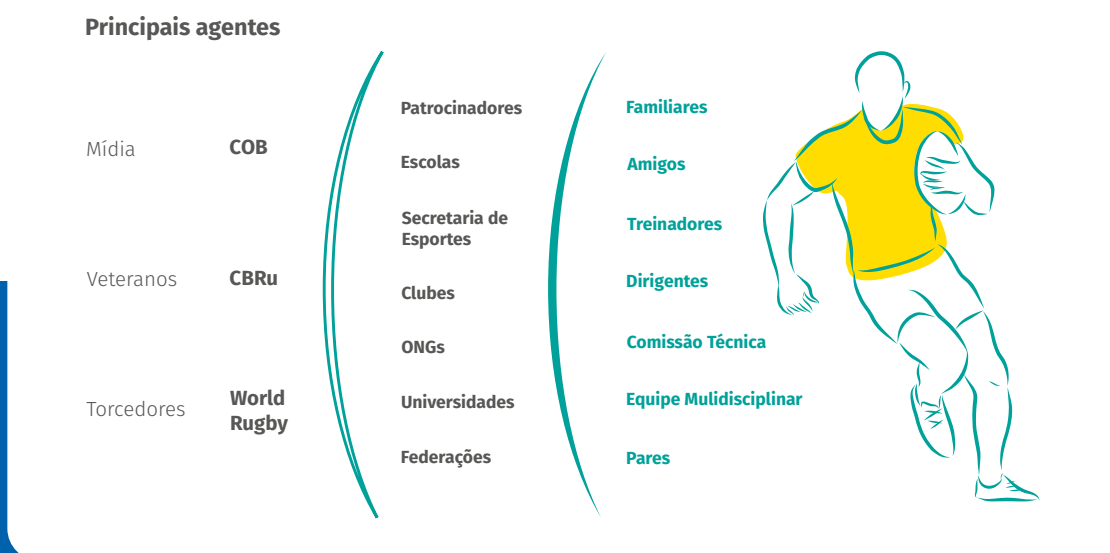 Principais agentes
Mídia
Veteranos
Torcedores
COB
CBRu
World
Rugby
Patrocinadores
Escolas
Secretaria de
Esportes
Clubes
ONGs
Universidades
Federações
Familiares
Amigos
Treinadores
Dirigentes
Comissão Técnica
Equipe Mulidisciplinar
Pares